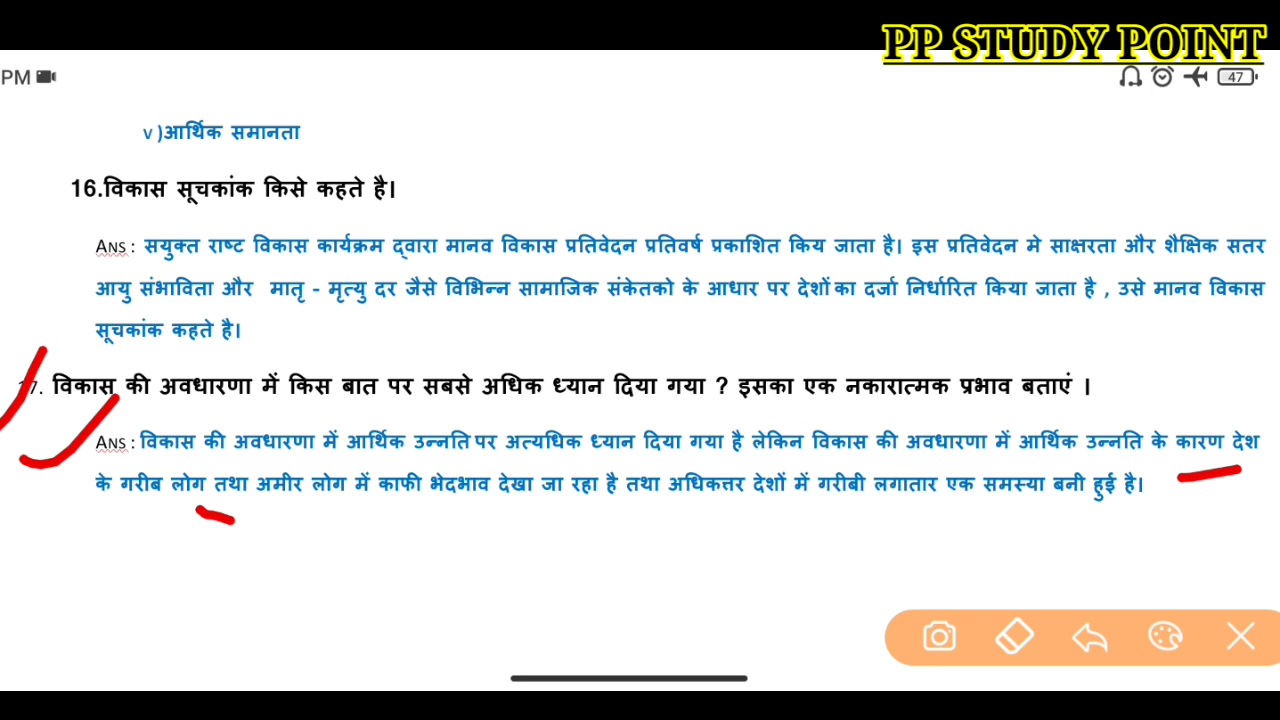 PP STUDY POINT
PM
47
v )आर्थिक समानता
16.विकास सूचकांक किसे कहते है।
Ans : सयुक्त राष्ट विकास कार्यक्रम द्वारा मानव विकास प्रतिवेदन प्रतिवर्ष प्रकाशित किय जाता है। इस प्रतिवेदन मे साक्षरता और शैक्षिक सतर
आयु संभाविता और मातृ - मृत्यु दर जैसे विभिन्न सामाजिक संकेतको के आधार पर देशों का दर्जा निर्धारित किया जाता है , उसे मानव विकास
सूचकांक कहते है।
17. विकास की अवधारणा में किस बात पर सबसे अधिक ध्यान दिया गया ? इसका एक नकारात्मक प्रभाव बताएं ।
Ans : विकास की अवधारणा में आर्थिक उन्नति पर अत्यधिक ध्यान दिया गया है लेकिन विकास की अवधारणा में आर्थिक उन्नति के कारण देश
के गरीब लोग तथा अमीर लोग में काफी भेदभाव देखा जा रहा है तथा अधिकत्तर देशों में गरीबी लगातार एक समस्या बनी हुई है।